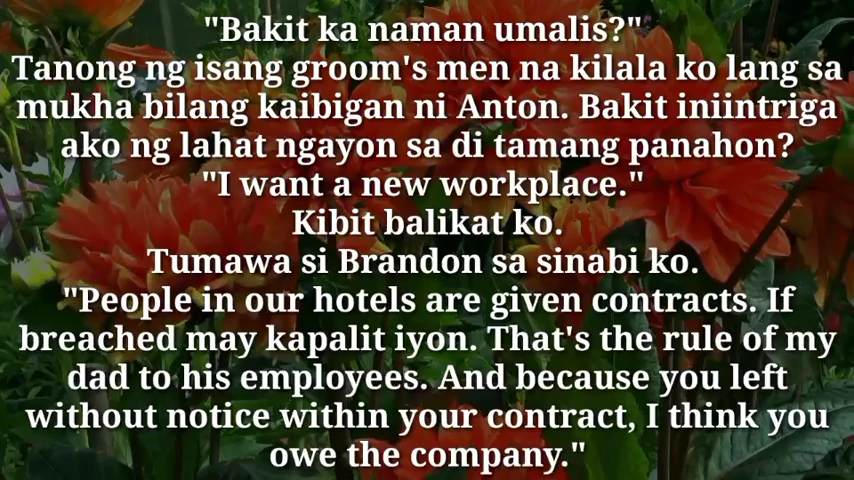 "Bakit ka naman umalis?"
Tanong ng isang groom's men na kilala ko lang sa
mukha bilang kaibigan ni Anton. Bakit iniintriga
ako ng lahat ngayon sa di tamang panahon?
"I want a new workplace."
Kibit balikat ko.
Tumawa si Brandon sa sinabi ko.
"People in our hotels are given contracts. If
breached may kapalit iyon. That's the rule of my
dad to his employees. And because you left
without notice within your contract, I think you
owe the company."